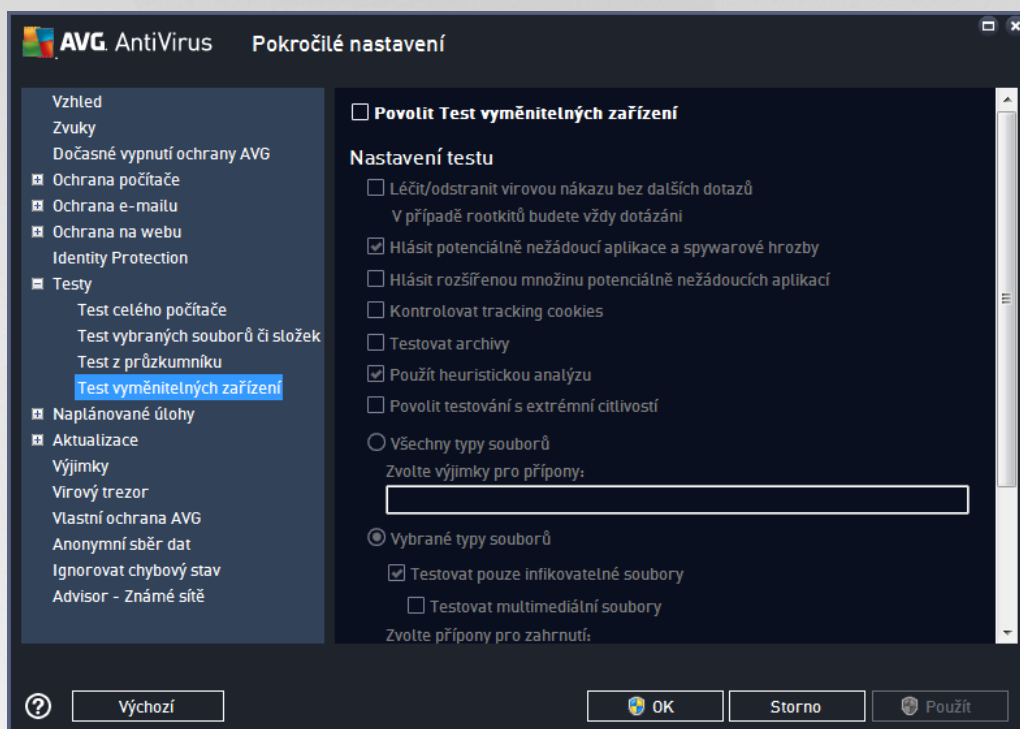 AVG. AntiVirus Pokročilé nastavení
Vzhled
Zvuky
Dočasné vypnutí ochrany AVG
Ochrana počítače
Ochrana e-mailu
Ochrana na webu
Identity Protection
Testy
Test celého počítače
Test vybraných souborů či složek
Test z průzkumníku
Test vyměnitelných zařízení
Naplánované úlohy
Aktualizace
Výjimky
Virový trezor
Vlastní ochrana AVG
Anonymní sběr dat
Ignorovat chybový stav
Advisor - Známé sítě
Povolit Test vyměnitelných zařízení
Nastavení testu
Léčit/odstranit virovou nákazu bez dalších dotazů
V případě rootkitů budete vždy dotázáni
Hlásit potenciálně nežádoucí aplikace a spywarové hrozby
Hlásit rozšířenou množinu potenciálně nežádoucích aplikací
Kontrolovat tracking cookies
Testovat archivy
Použít heuristickou analýzu
Povolit testování s extrémní citlivostí
Všechny typy souborů
Zvolte výjimky pro přípony:
Vybrané typy souborů
Testovat pouze infikovatelné soubory
Testovat multimediální soubory
Zvolte přípony pro zahrnutí:
Výchozí
OK
Storno
Použít